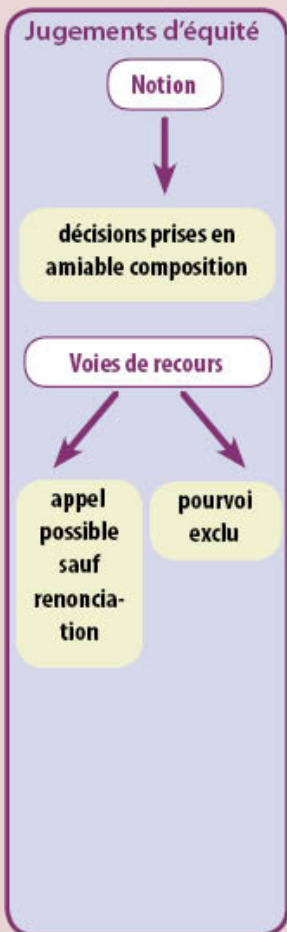 Jugements d'équité
Notion
décisions prises en
amiable composition
Voies de recours
appel
possible
sauf
renoncia-
tion
pourvoi
exclu